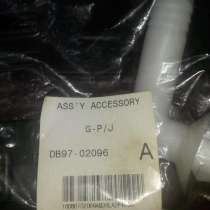 ASS'Y ACCESSORY
G-P/J
DB97-02096 A